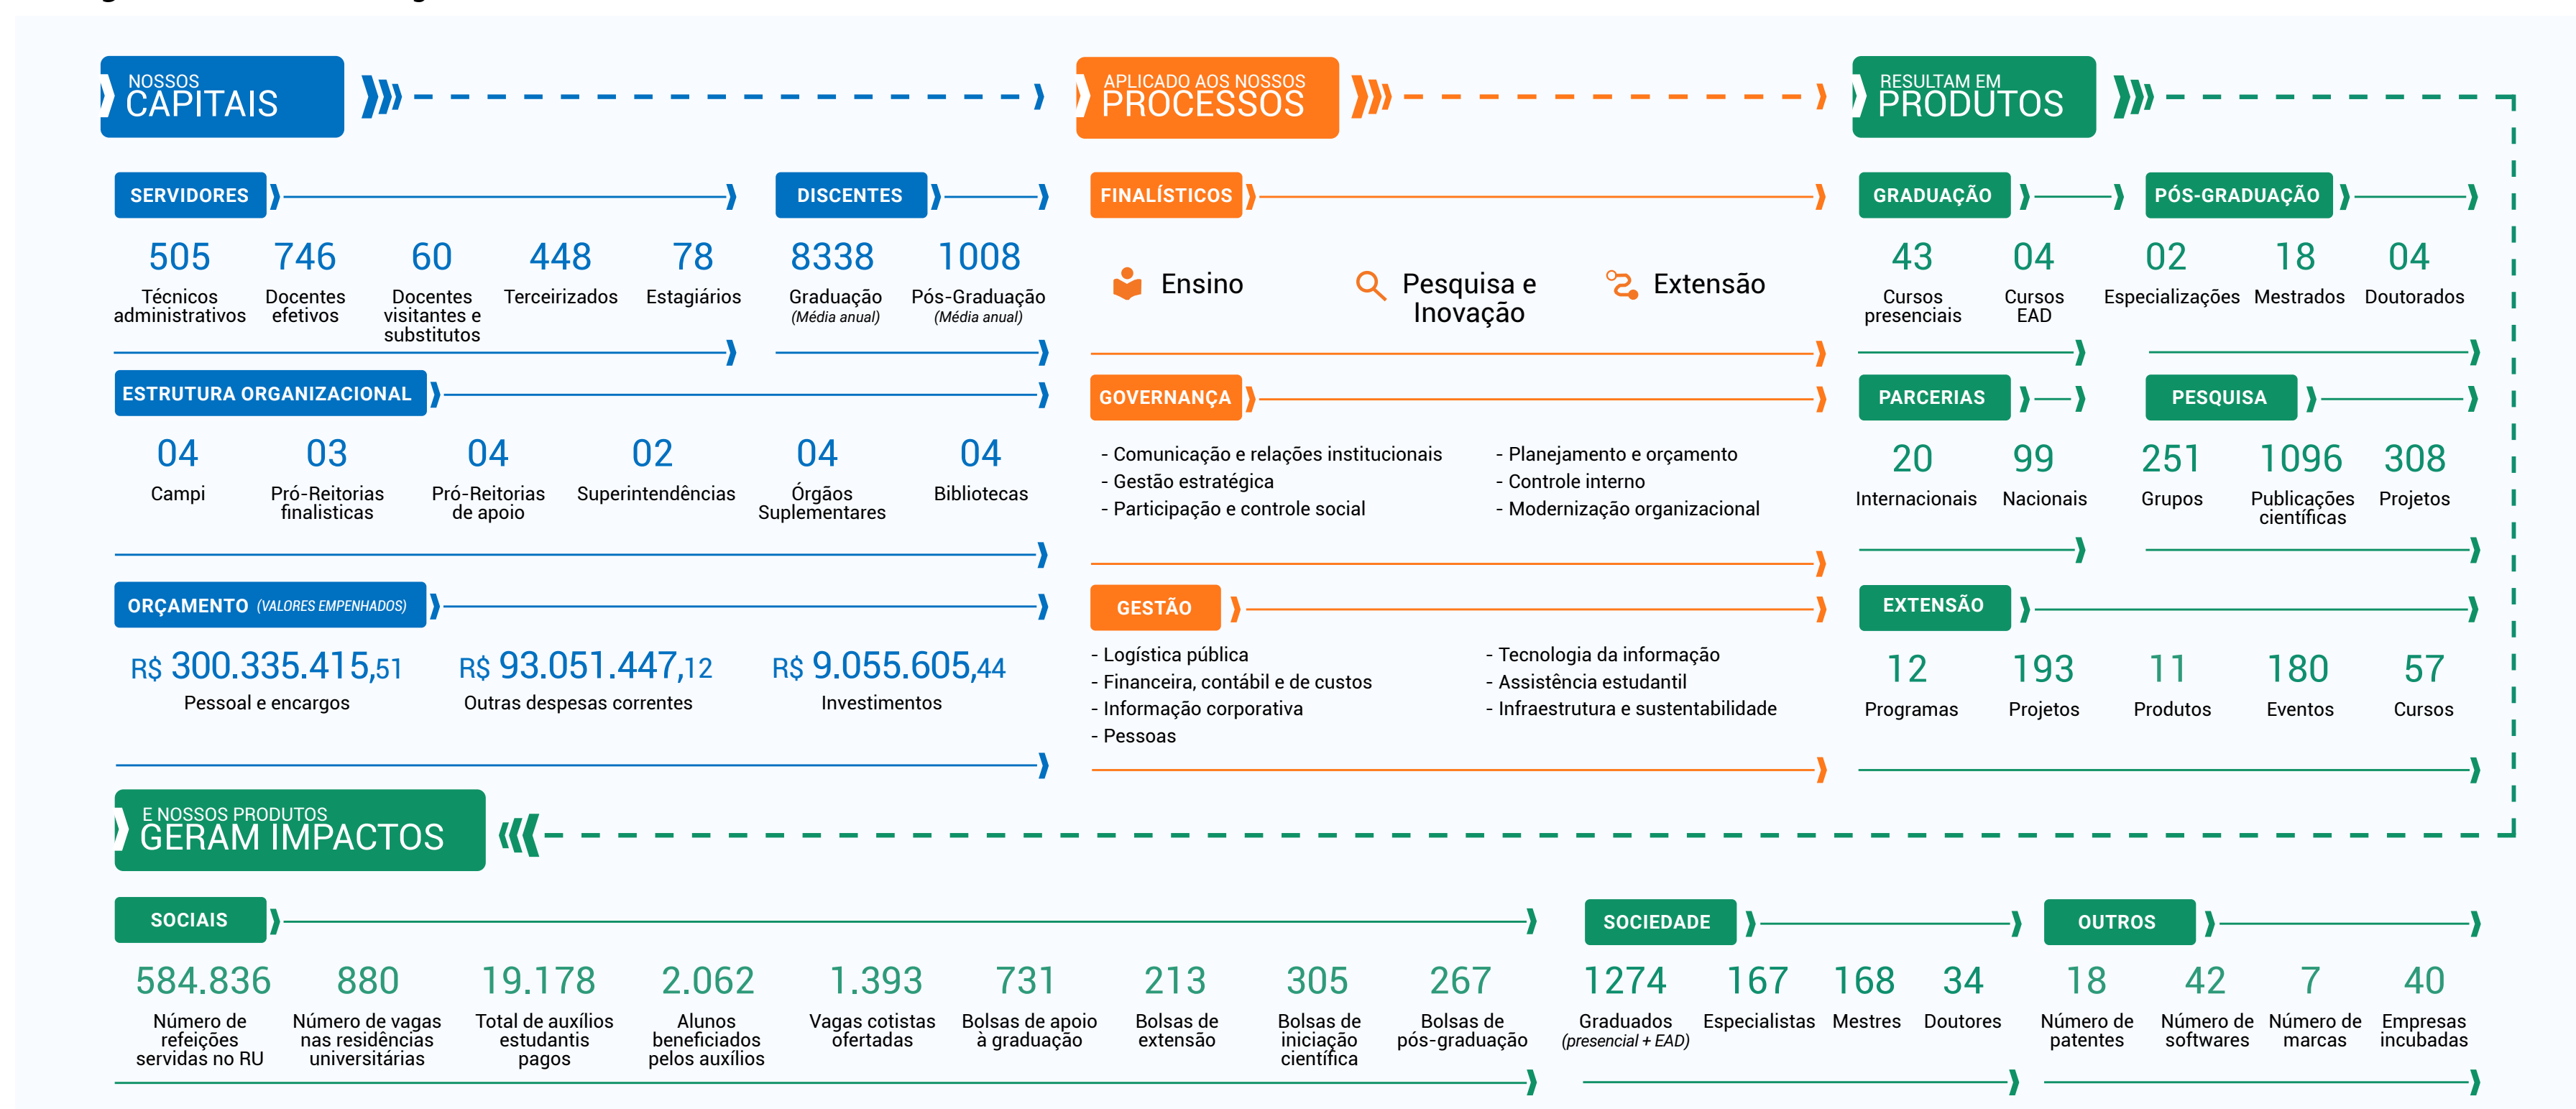 NOSSOS
CAPITAIS
APLICADO AOS NOSSOS
PROCESSOS
RESULTAM EM
PRODUTOS
SERVIDORES
505
Técnicos
administrativos
746
Docentes
efetivos
60
Docentes
visitantes e
substitutos
448
Terceirizados
78
Estagiários
DISCENTES
8338
Graduação
(Média anual)
1008
Pós-Graduação
(Média anual)
ESTRUTURA ORGANIZACIONAL
04
Campi
03
Pró-Reitorias
finalisticas
04
Pró-Reitorias
de apoio
02
Superintendências
04
Órgãos
Suplementares
04
Bibliotecas
ORÇAMENTO (VALORES EMPENHADOS)
R$ 300.335.415,51
Pessoal e encargos
R$ 93.051.447,12
Outras despesas correntes
R$ 9.055.605,44
Investimentos
FINALÍSTICOS
Ensino
Pesquisa e
Inovação
Extensão
GOVERNANÇA
- Comunicação e relações institucionais
- Gestão estratégica
- Participação e controle social
- Planejamento e orçamento
- Controle interno
- Modernização organizacional
GESTÃO
- Logística pública
- Financeira, contábil e de custos
- Informação corporativa
- Pessoas
- Tecnologia da informação
- Assistência estudantil
- Infraestrutura e sustentabilidade
GRADUAÇÃO
43
Cursos
presenciais
04
Cursos
EAD
PÓS-GRADUAÇÃO
02
Especializações
18
Mestrados
04
Doutorados
PARCERIAS
20
Internacionais
99
Nacionais
PESQUISA
251
Grupos
1096
Publicações
científicas
308
Projetos
EXTENSÃO
12
Programas
193
Projetos
11
Produtos
180
Eventos
57
Cursos
E NOSSOS PRODUTOS
GERAM IMPACTOS
SOCIAIS
584.836
Número de
refeições
servidas no RU
880
Número de vagas
nas residências
universitárias
19.178
Total de auxílios
estudantis
pagos
2.062
Alunos
beneficiados
pelos auxílios
1.393
Vagas cotistas
ofertadas
731
Bolsas de apoio
à graduação
213
Bolsas de
extensão
305
Bolsas de
iniciação
científica
267
Bolsas de
pós-graduação
SOCIEDADE
1274
Graduados
(presencial + EAD)
167
Especialistas
168
Mestres
34
Doutores
OUTROS
18
Número de
patentes
42
Número de
softwares
7
Número de
marcas
40
Empresas
incubadas